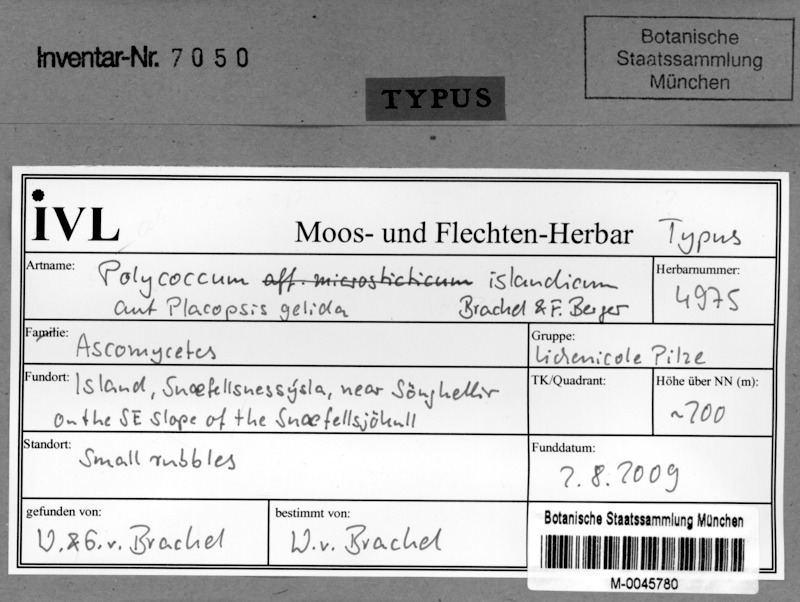 Inventar-Nr. 7050
Botanische
Staatssammlung
München
TYPUS
iVL
Moos- und Flechten-Herbar Typus
Artname: Polycoccum aff. microsticticum islandicum
auf Placopsis gelida Brackel & F. Berger
Herbarnummer:
4975
Familie: Ascomycetes
Gruppe:
lichenicole Pilze
Fundort: Island, Snæfellsnessýsla, near Sönghellir
on the SE slope of the Snæfellsjökull
TK/Quadrant:
Höhe über NN (m):
Standort: Small rubbles
Funddatum:
.8.2009
gefunden von:
& G. v. Brackel
bestimmt von:
W. v. Brackel
Botanische Staatssammlung München
M-0045780